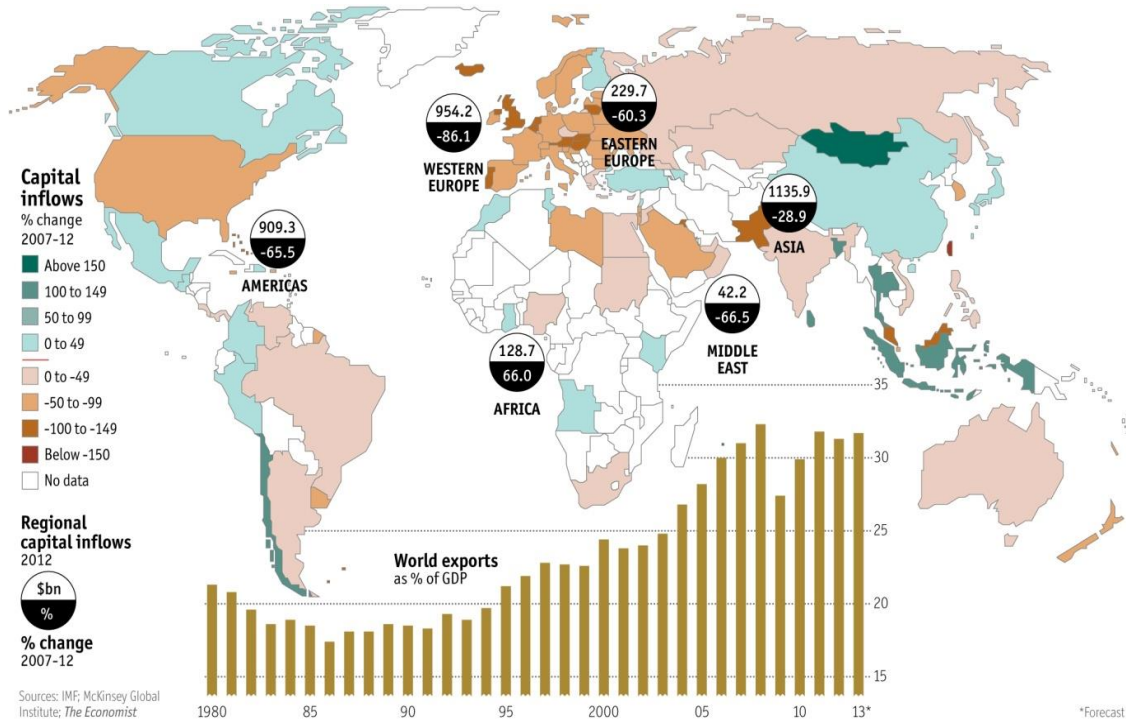 954.2
-86.1
WESTERN
EUROPE
229.7
-60.3
EASTERN
EUROPE
Capital
inflows
% change
2007-12
Above 150
100 to 149
50 to 99
0 to 49
0 to -49
-50 to -99
-100 to -149
Below -150
No data
909.3
-65.5
AMERICAS
1135.9
-28.9
ASIA
42.2
-66.5
MIDDLE
EAST
128.7
66.0
AFRICA
Regional
capital inflows
2012
$bn
%
% change
2007-12
World exports
as % of GDP
35
30
25
20
15
1980
85
90
95
2000
05
10
13*
Sources: IMF; McKinsey Global
Institute; The Economist
*Forecast